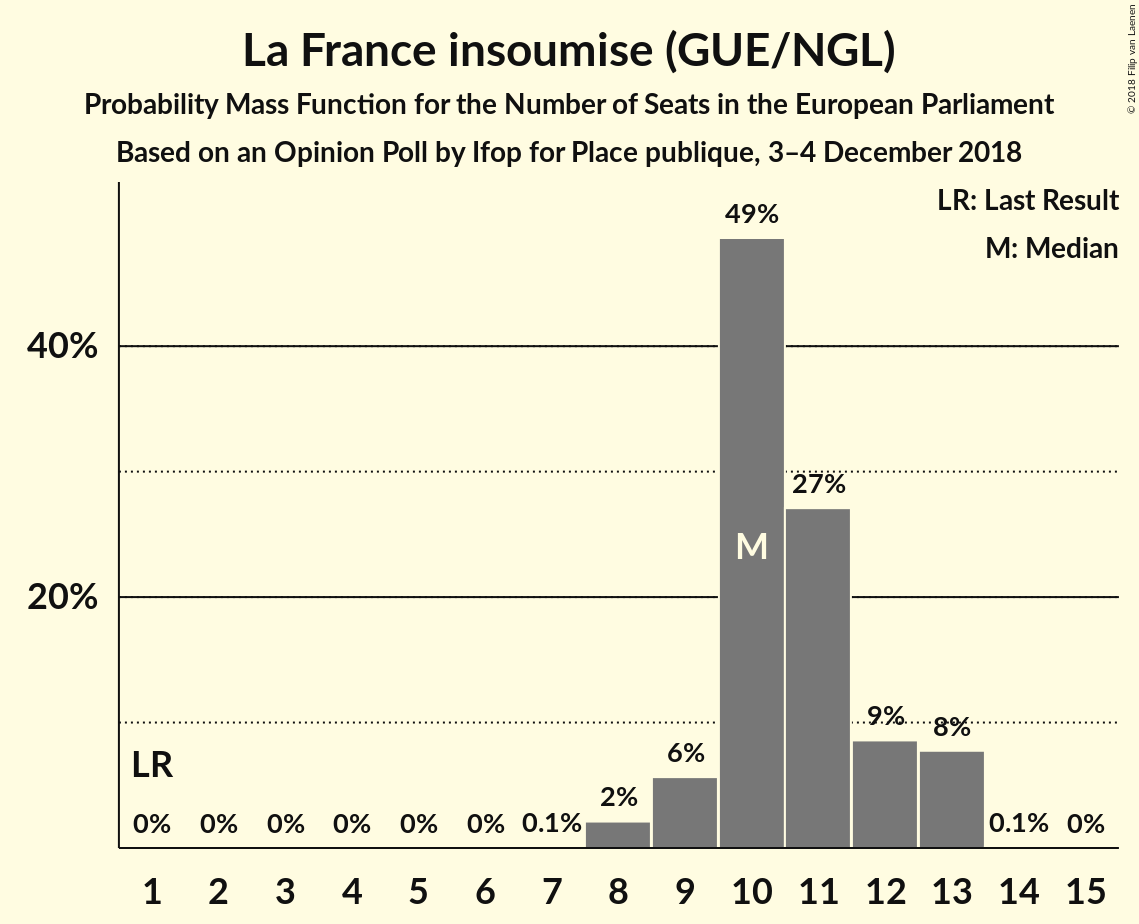 La France insoumise (GUE/NGL)
Probability Mass Function for the Number of Seats in the European Parliament
Based on an Opinion Poll by Ifop for Place publique, 3–4 December 2018
© 2018 Filip van Laenen
LR: Last Result
M: Median
49%
40%
27%
M
20%
9%
8%
6%
LR
2%
0% 0% 0% 0% 0% 0% 0.1% 0.1% 0%
1 2 3 4 5 6 7 8 9 10 11 12 13 14 15